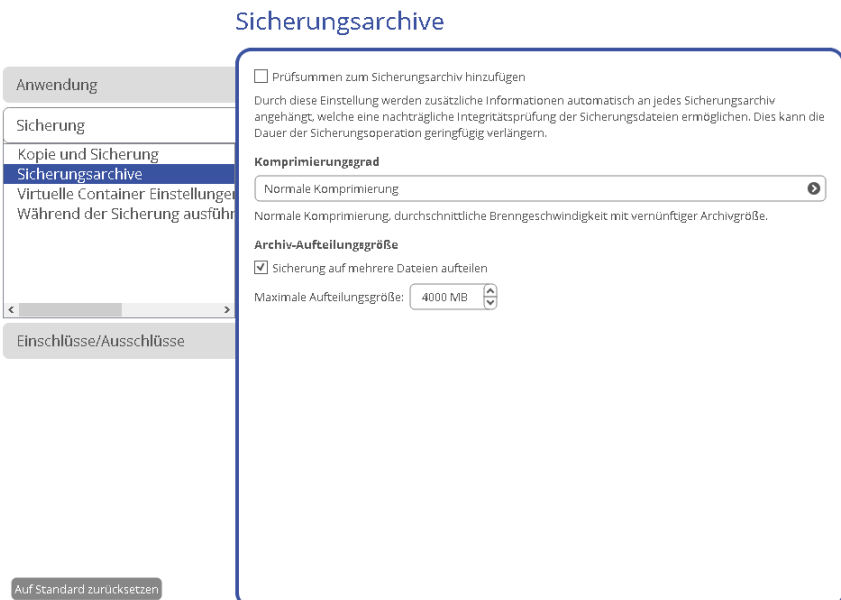 Sicherungsarchive
Anwendung
Sicherung
Kopie und Sicherung
Sicherungsarchive
Virtuelle Container Einstellungen
Während der Sicherung ausführ
Einschlüsse/Ausschlüsse
Auf Standard zurücksetzen
Prüfsummen zum Sicherungsarchiv hinzufügen
Durch diese Einstellung werden zusätzliche Informationen automatisch an jedes Sicherungsarchiv
angehängt, welche eine nachträgliche Integritätsprüfung der Sicherungsdateien ermöglichen. Dies kann die
Dauer der Sicherungsoperation geringfügig verlängern.
Komprimierungsgrad
Normale Komprimierung
Normale Komprimierung, durchschnittliche Brenngeschwindigkeit mit vernünftiger Archivgröße.
Archiv-Aufteilungsgröße
Sicherung auf mehrere Dateien aufteilen
Maximale Aufteilungsgröße: 4000 MB